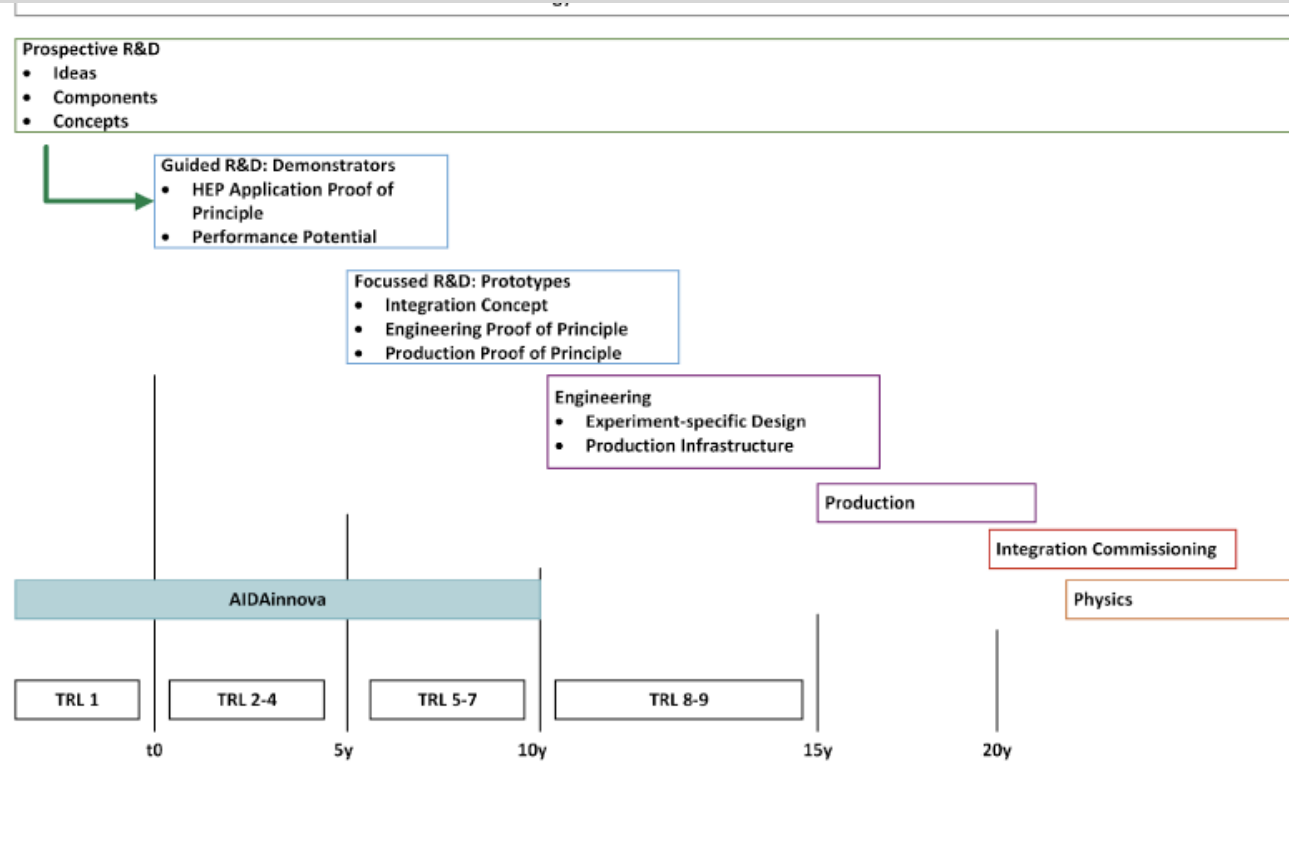 Prospective R&D
• Ideas
• Components
• Concepts
Guided R&D: Demonstrators
• HEP Application Proof of
Principle
• Performance Potential
Focussed R&D: Prototypes
• Integration Concept
• Engineering Proof of Principle
• Production Proof of Principle
Engineering
• Experiment-specific Design
• Production Infrastructure
Production
Integration Commissioning
AIDAinnova
Physics
TRL 1
TRL 2-4
TRL 5-7
TRL 8-9
t0
5y
10y
15y
20y